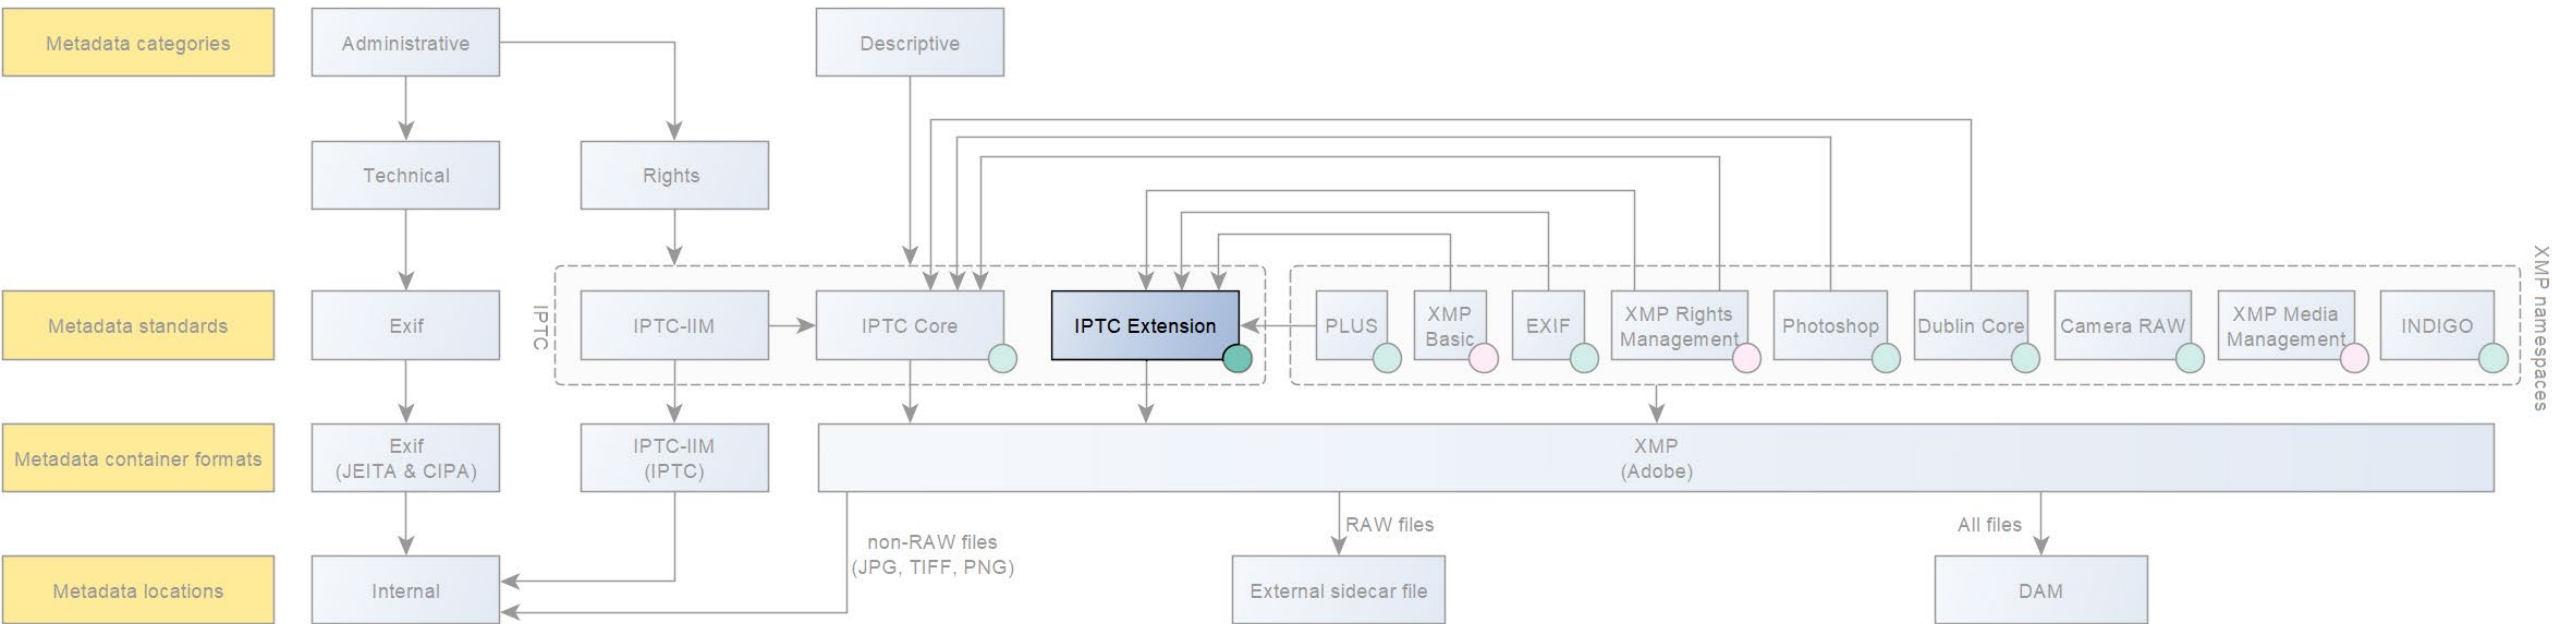 Metadata categories
Administrative
Descriptive
Technical
Rights
Metadata standards
Exif
IPTC
IPTC-IIM
IPTC Core
IPTC Extension
PLUS
XMP
Basic
EXIF
XMP Rights
Management
Photoshop
Dublin Core
Camera RAW
XMP Media
Management
INDIGO
XMP namespaces
Metadata container formats
Exif
(JEITA & CIPA)
IPTC-IIM
(IPTC)
XMP
(Adobe)
non-RAW files
(JPG, TIFF, PNG)
RAW files
All files
Metadata locations
Internal
External sidecar file
DAM